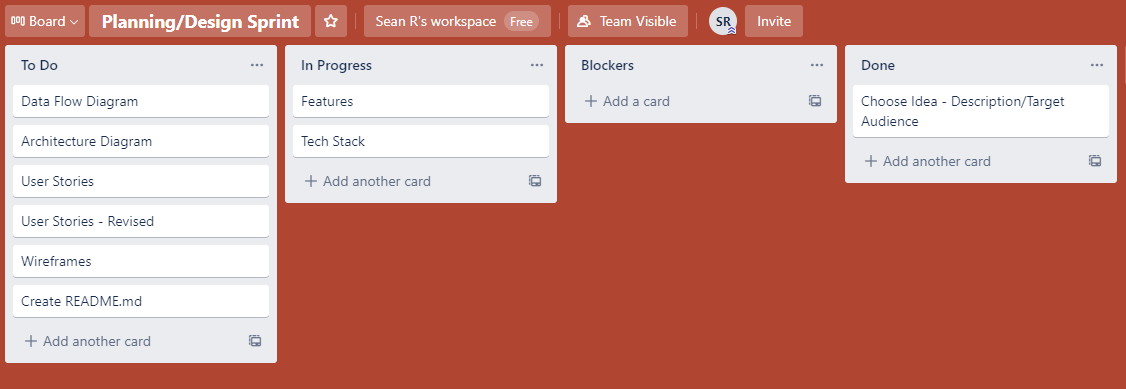 Board
Planning/Design Sprint
Sean R's workspace
Free
Team Visible
SR
Invite
To Do
Data Flow Diagram
Architecture Diagram
User Stories
User Stories - Revised
Wireframes
Create README.md
Add another card
In Progress
Features
Tech Stack
Add another card
Blockers
Add a card
Done
Choose Idea - Description/Target
Audience
Add another card